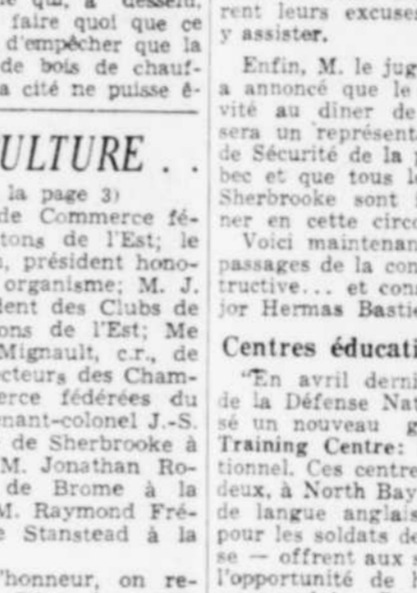 faire quoi que ce
d'empêcher que la
de bois de chauf-
a cité ne puisse ê-
ULTURE . .
la page 3)
de Commerce fé-
tons de l'Est; le
, président hono-
organisme; M. J.
dent des Clubs de
ons de l'Est; Me
Mignault, c.r., de
ecteurs des Cham-
erce fédérées du
nant-colonel J.-S.
de Sherbrooke à
M. Jonathan Ro-
de Brome à la
M. Raymond Fré-
e Stanstead à la
'honneur, on re-
rent leurs excuses
y assister.
Enfin, M. le jug
a annoncé que le
vité au dîner de
sera un représent
de Sécurité de la
bec et que tous le
Sherbrooke sont
ner en cette circo
Voici maintenan
passages de la con
tructive... et con
jor Hermas Bastie
Centres éducati
"En avril derni
de la Défense Nat
sé un nouveau g
Training Centre:
tionnel. Ces centre
deux, à North Bay
de langue anglais
pour les soldats de
se — offrent aux s
l'opportunité de